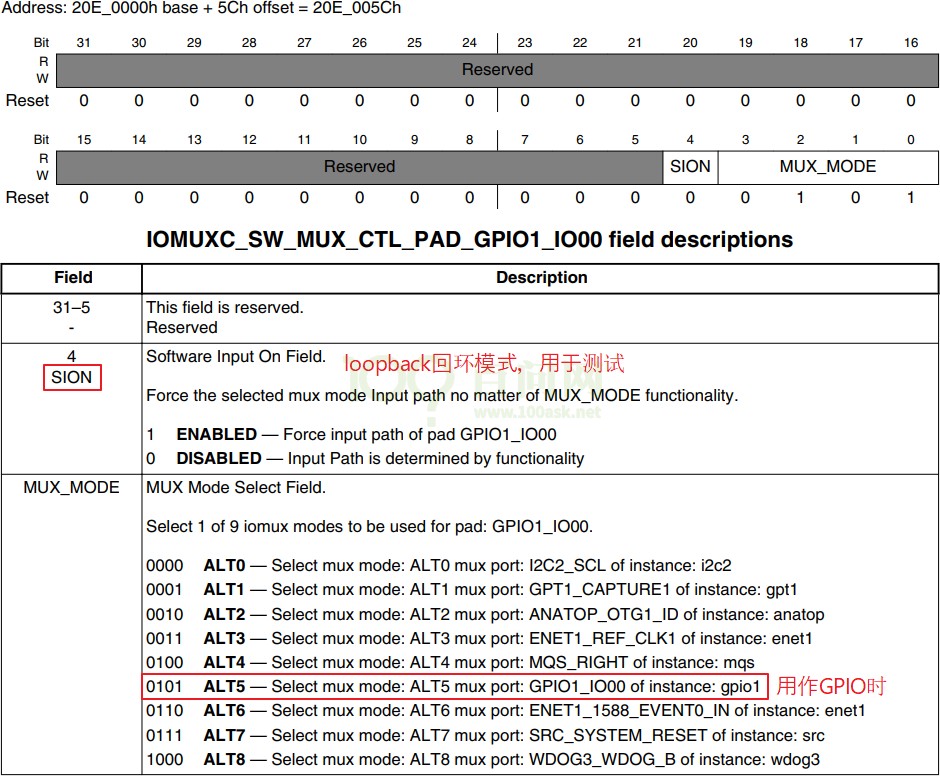 Address: 20E_0000h base + 5Ch offset = 20E_005Ch
Bit 31 30 29 28 27 26 25 24 23 22 21 20 19 18 17 16
R
W
Reserved
Reset 0 0 0 0 0 0 0 0 0 0 0 0 0 0 0 0
Bit 15 14 13 12 11 10 9 8 7 6 5 4 3 2 1 0
R
W
Reserved SION MUX_MODE
Reset 0 0 0 0 0 0 0 0 0 0 0 0 0 1 0 1
IOMUXC_SW_MUX_CTL_PAD_GPIO1_IO00 field descriptions
Field Description
31–5 This field is reserved.
- Reserved
4 Software Input On Field. loopback回环模式，用于测试
SION
Force the selected mux mode Input path no matter of MUX_MODE functionality.
www.100ask.net
1 ENABLED — Force input path of pad GPIO1_IO00
0 DISABLED — Input Path is determined by functionality
MUX_MODE MUX Mode Select Field.
Select 1 of 9 iomux modes to be used for pad: GPIO1_IO00.
0000 ALT0 — Select mux mode: ALT0 mux port: I2C2_SCL of instance: i2c2
0001 ALT1 — Select mux mode: ALT1 mux port: GPT1_CAPTURE1 of instance: gpt1
0010 ALT2 — Select mux mode: ALT2 mux port: ANATOP_OTG1_ID of instance: anatop
0011 ALT3 — Select mux mode: ALT3 mux port: ENET1_REF_CLK1 of instance: enet1
0100 ALT4 — Select mux mode: ALT4 mux port: MQS_RIGHT of instance: mqs
0101 ALT5 — Select mux mode: ALT5 mux port: GPIO1_IO00 of instance: gpio1 用作GPIO时
0110 ALT6 — Select mux mode: ALT6 mux port: ENET1_1588_EVENT0_IN of instance: enet1
0111 ALT7 — Select mux mode: ALT7 mux port: SRC_SYSTEM_RESET of instance: src
1000 ALT8 — Select mux mode: ALT8 mux port: WDOG3_WDOG_B of instance: wdog3